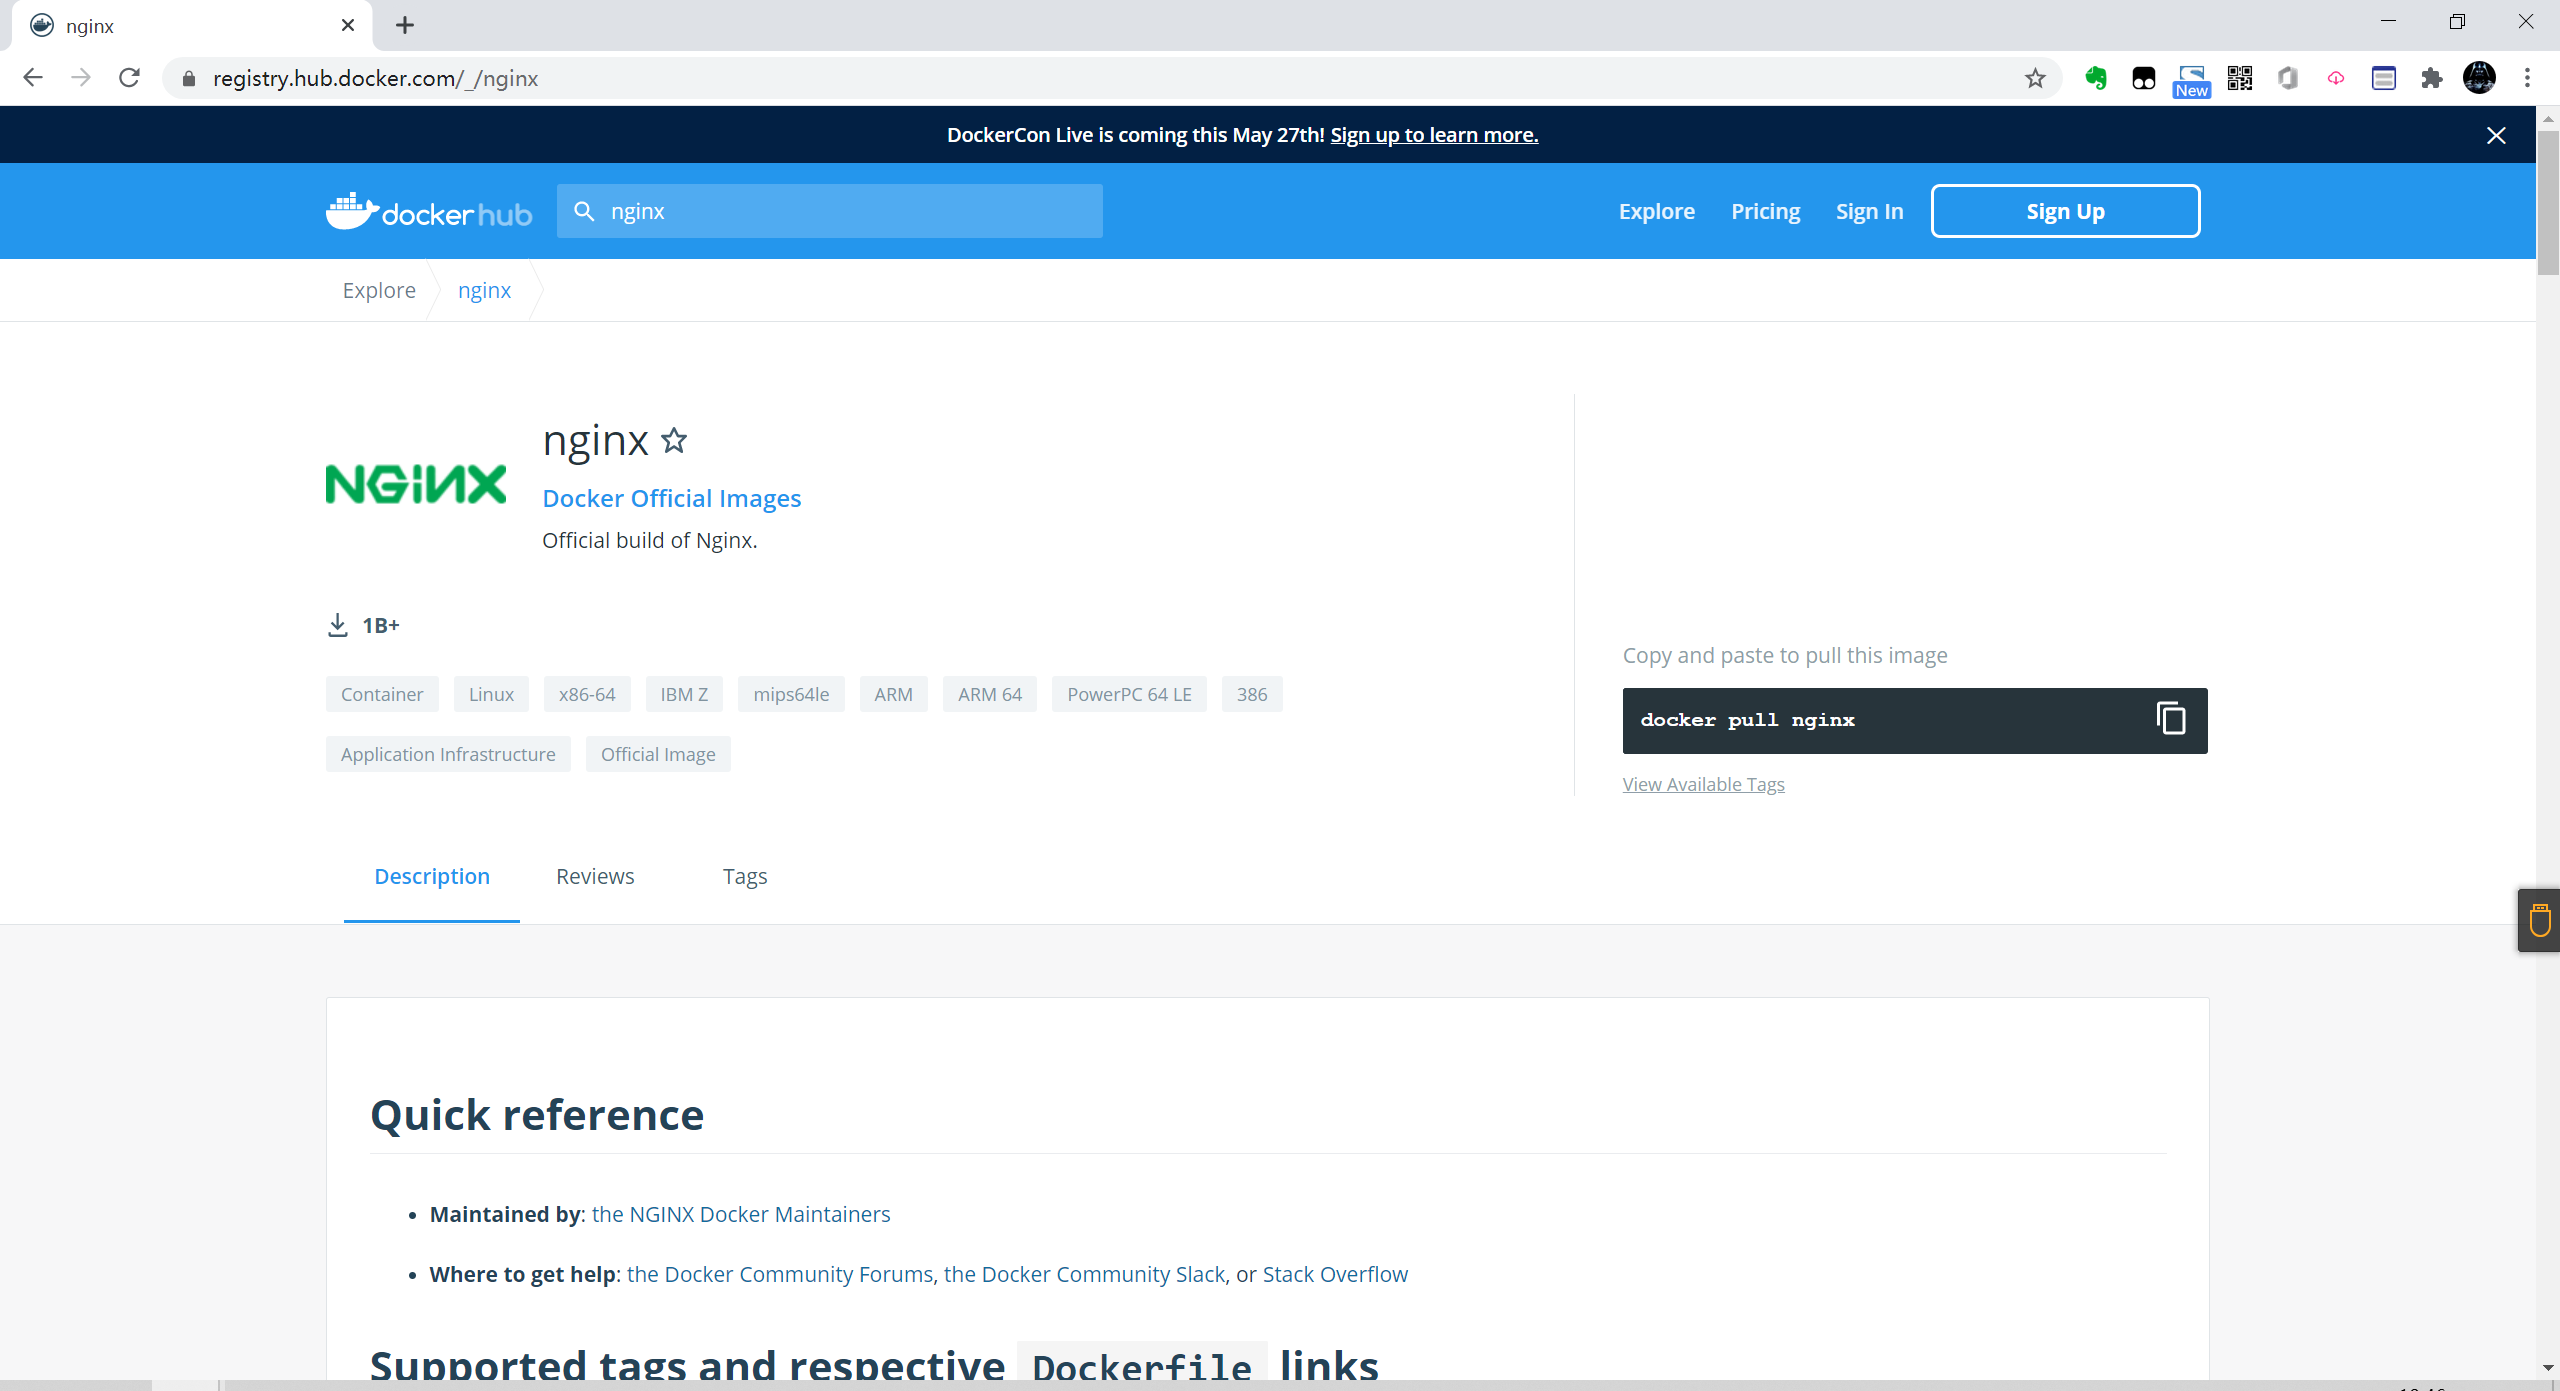 nginx
registry.hub.docker.com/_/nginx
New
DockerCon Live is coming this May 27th! Sign up to learn more.
docker hub
nginx
Explore
Pricing
Sign In
Sign Up
Explore
nginx
NGINX
nginx
Docker Official Images
Official build of Nginx.
1B+
Container
Linux
x86-64
IBM Z
mips64le
ARM
ARM 64
PowerPC 64 LE
386
Application Infrastructure
Official Image
Copy and paste to pull this image
docker pull nginx
View Available Tags
Description
Reviews
Tags
Quick reference
• Maintained by: the NGINX Docker Maintainers
• Where to get help: the Docker Community Forums, the Docker Community Slack, or Stack Overflow
Supported tags and respective Dockerfile links